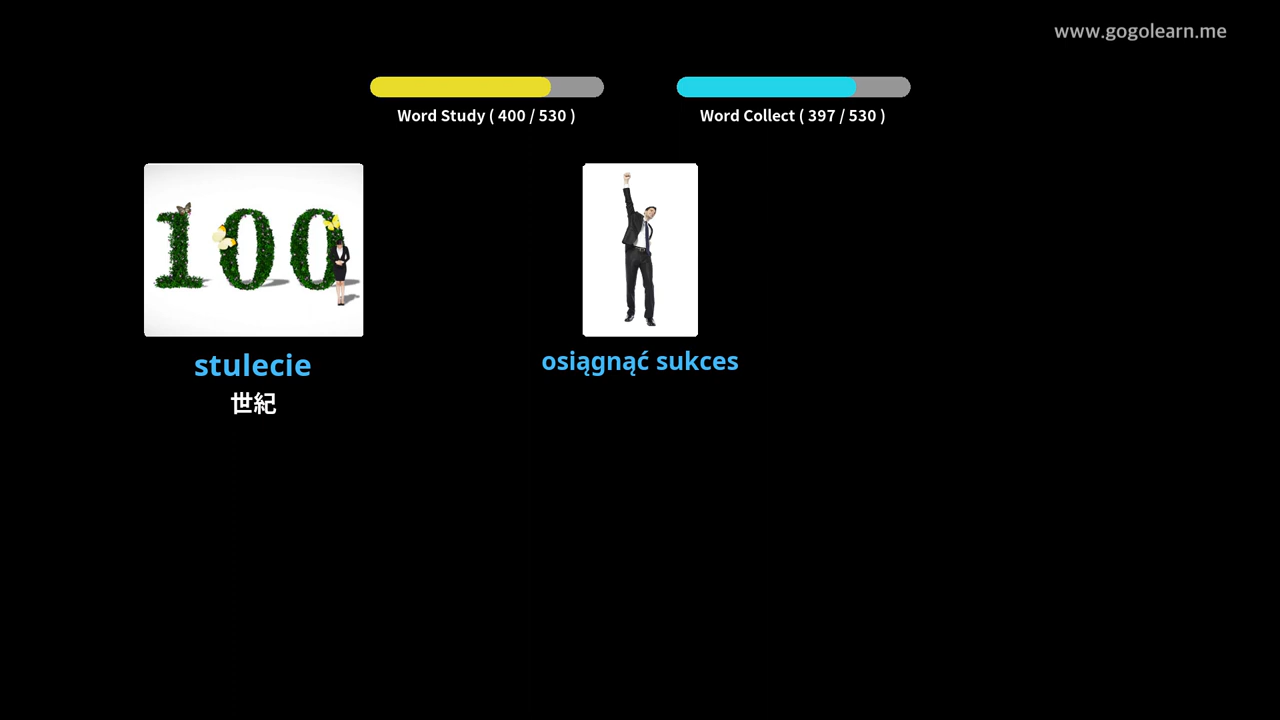 www.gogolearn.me
Word Study ( 400 / 530 )
Word Collect ( 397 / 530 )
100
stulecie
世紀
osiągnąć sukces